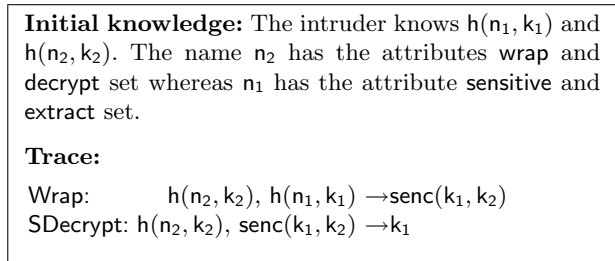 Initial knowledge: The intruder knows h(n₁, k₁) and
h(n₂, k₂). The name n₂ has the attributes wrap and
decrypt set whereas n₁ has the attribute sensitive and
extract set.
Trace:
Wrap: h(n₂, k₂), h(n₁, k₁) →senc(k₁, k₂)
SDecrypt: h(n₂, k₂), senc(k₁, k₂) →k₁